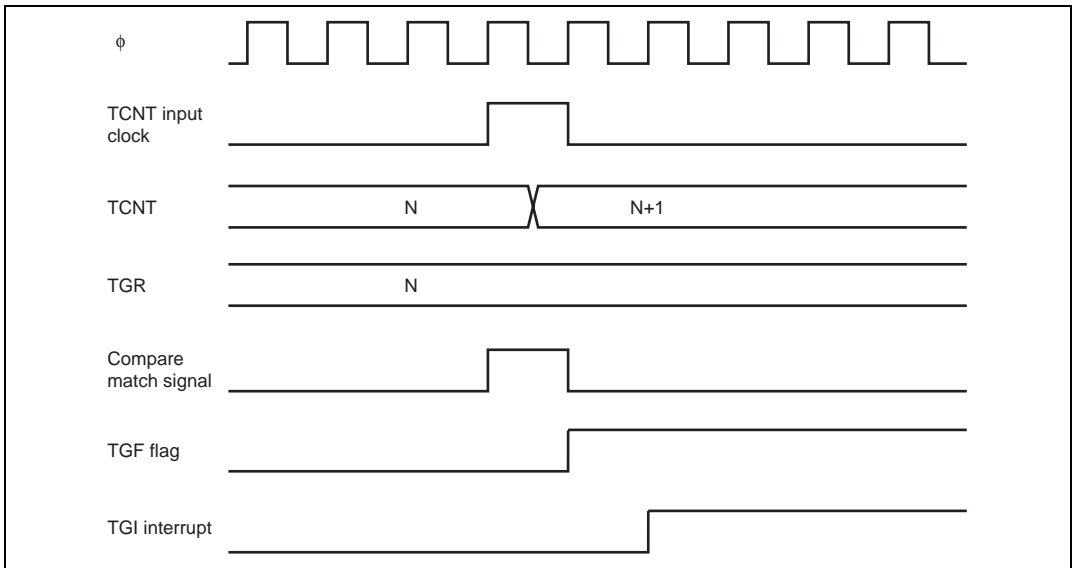 ϕ
TCNT input
clock
TCNT
N
N+1
TGR
N
Compare
match signal
TGF flag
TGI interrupt